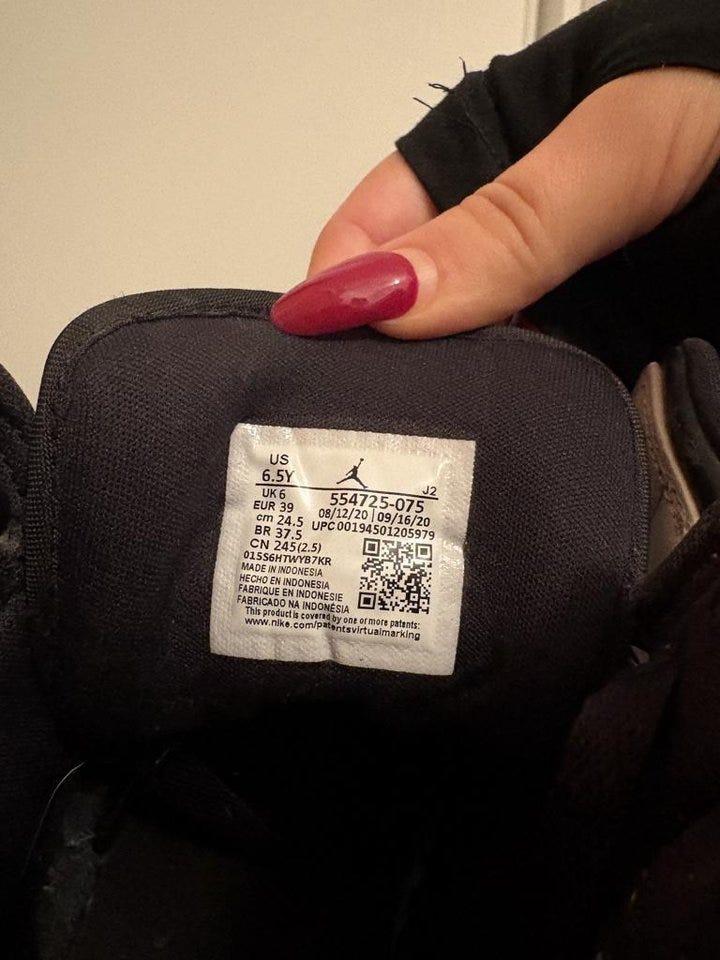 US
6.5Y
J2
UK 6
554725-075
EUR 39
08/12/20 | 09/16/20
cm 24.5
UPC 00194501205979
BR 37.5
CN 245(2.5)
015S6HTWYB7KR
MADE IN INDONESIA
HECHO EN INDONESIA
FABRIQUE EN INDONESIE
FABRICADO NA INDONÉSIA
This product is covered by one or more patents:
www.nike.com/patentsvirtualmarking